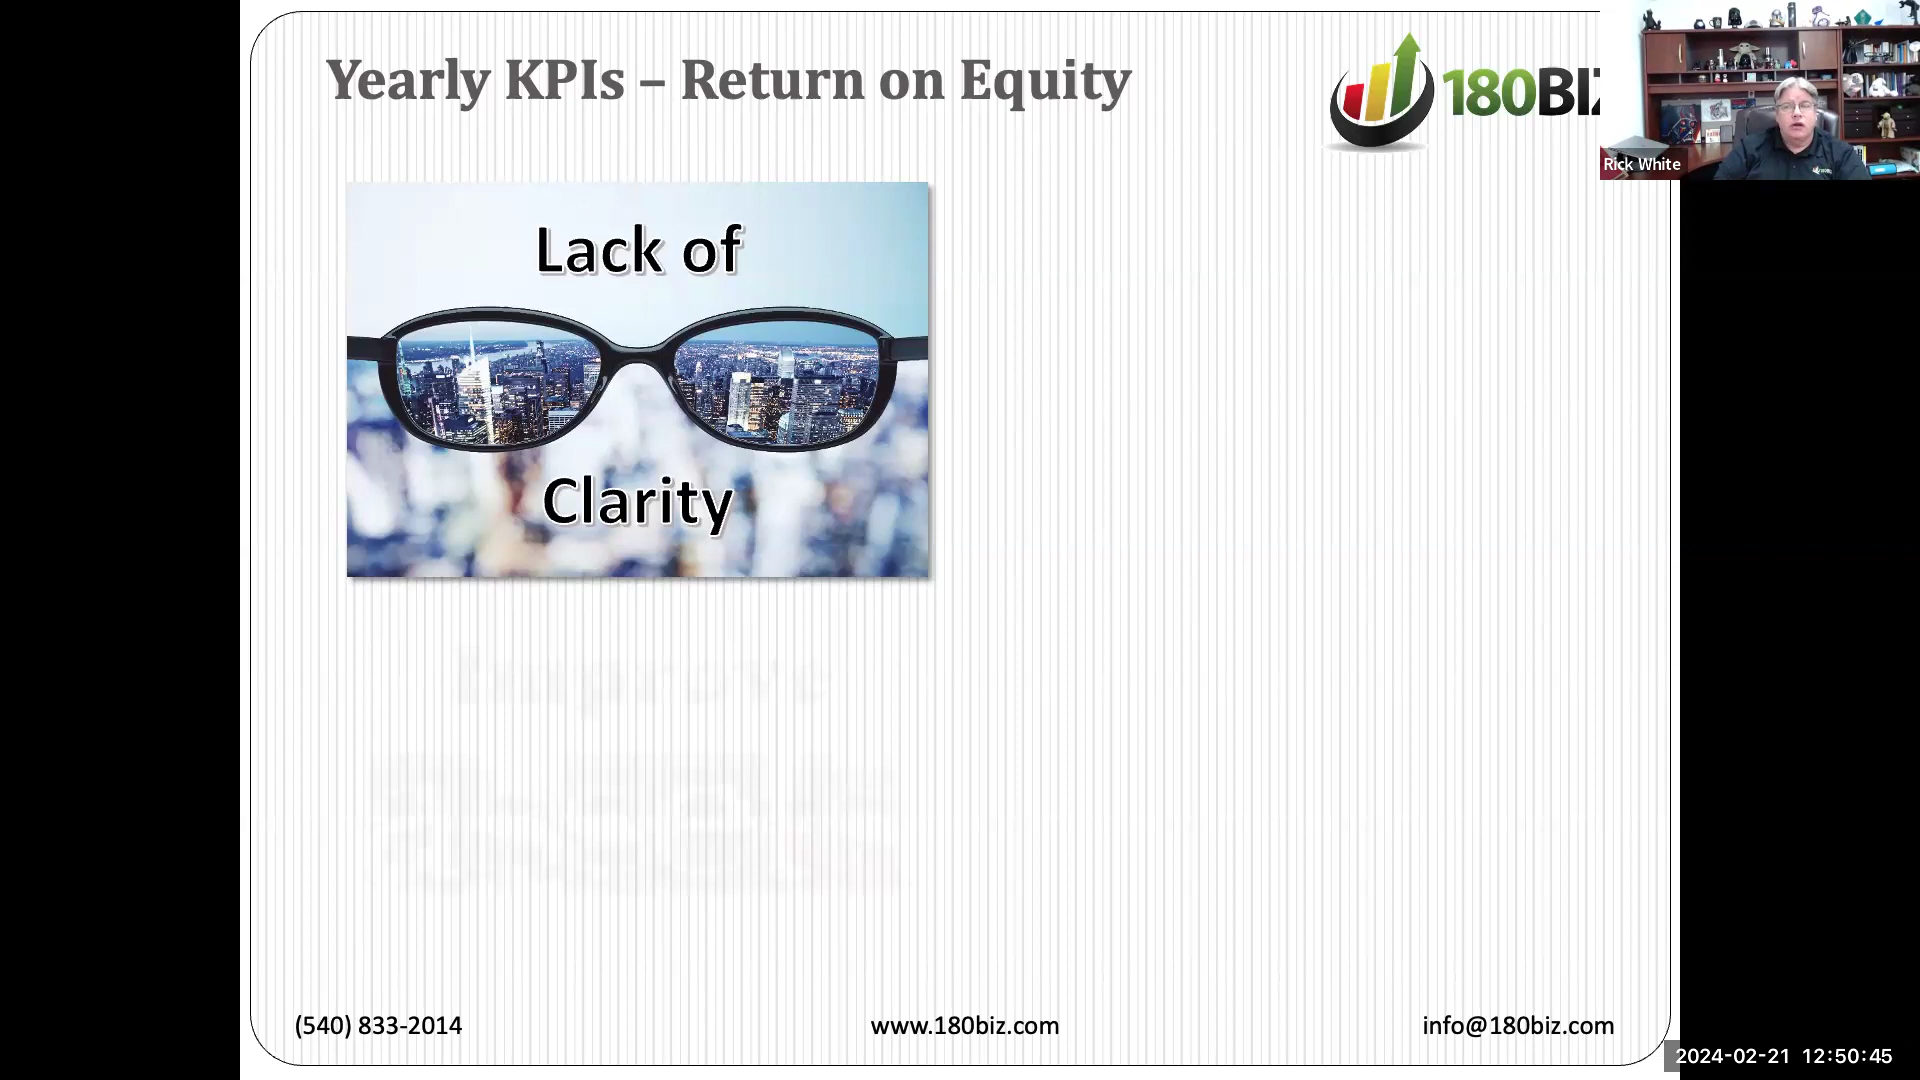 Yearly KPIs – Return on Equity
180BIZ
Rick White
Lack of
Clarity
(540) 833-2014
www.180biz.com
info@180biz.com
2024-02-21 12:50:45